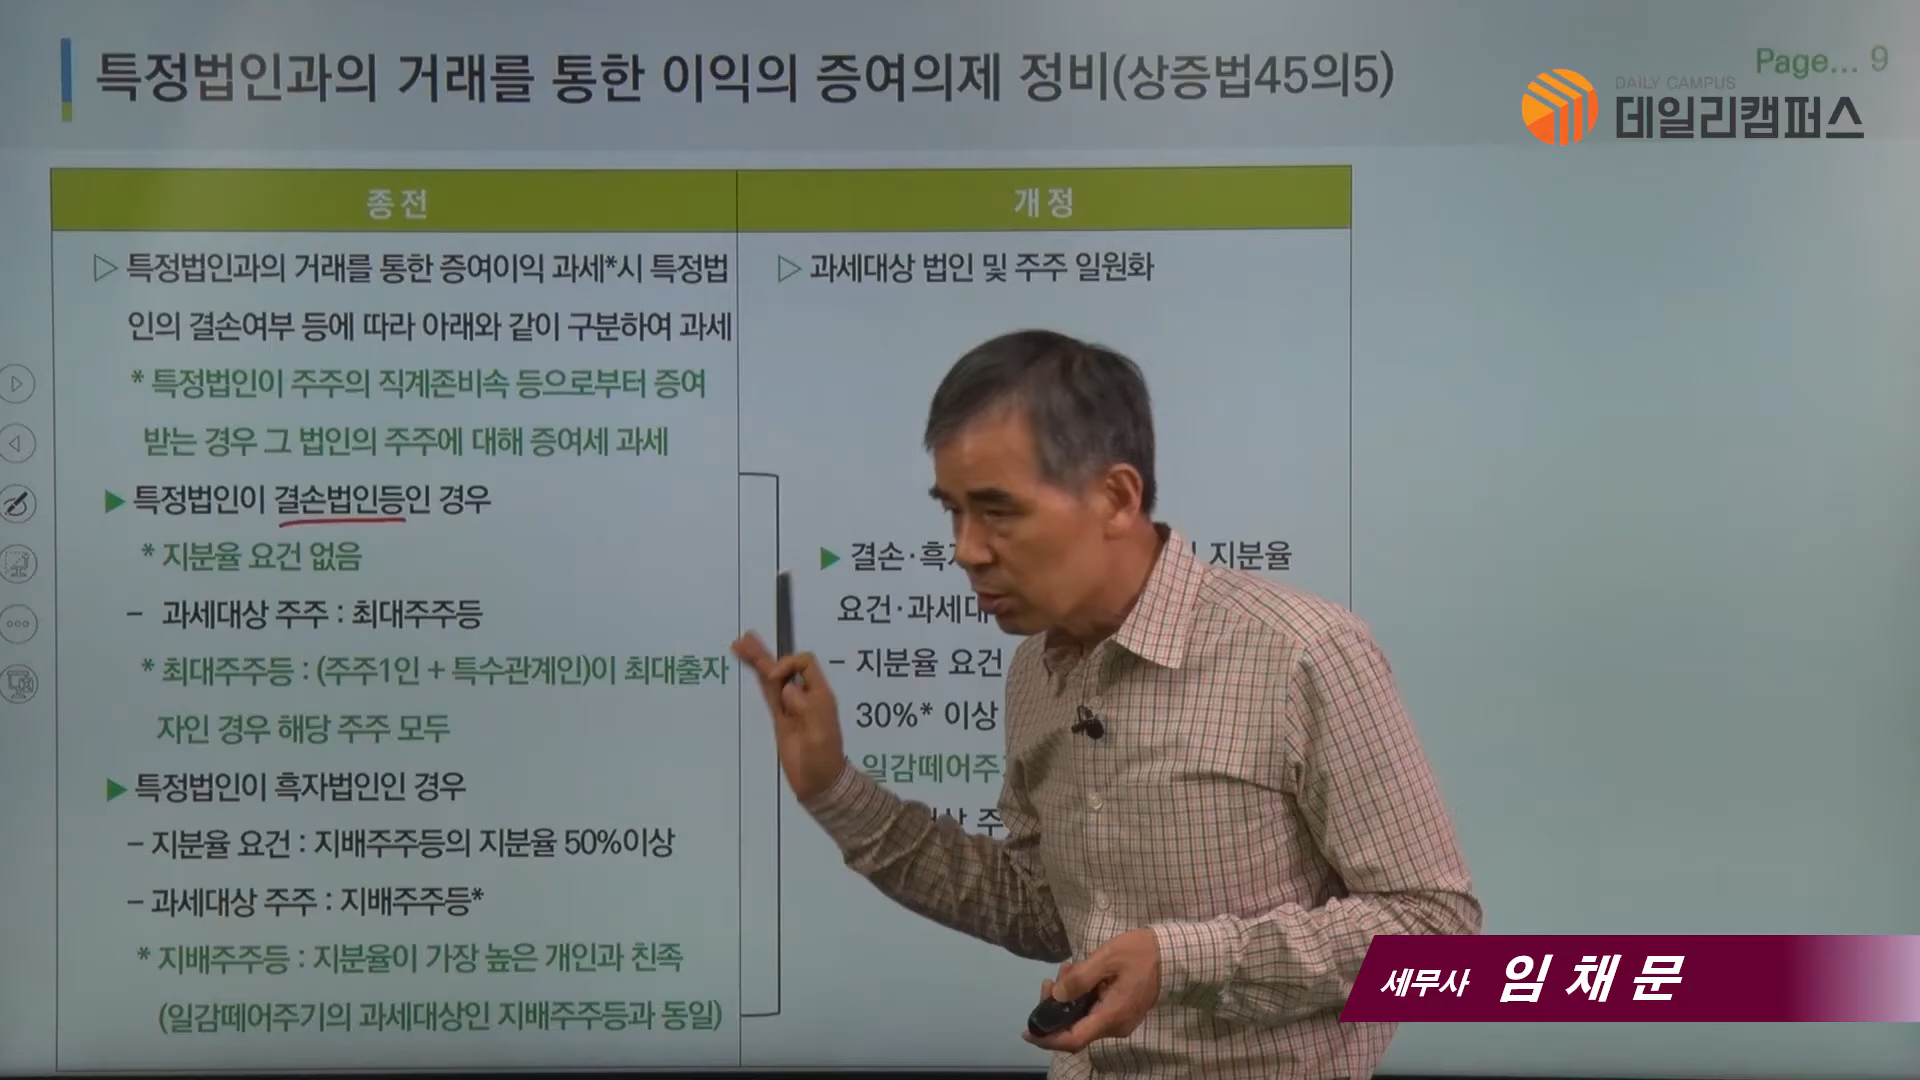 특정법인과의 거래를 통한 이익의 증여의제 정비(상증법45의5)
Page... 9
DAILY CAMPUS
데일리캠퍼스
종전
▷ 특정법인과의 거래를 통한 증여이익 과세*시 특정법
인의 결손여부 등에 따라 아래와 같이 구분하여 과세
* 특정법인이 주주의 직계존비속 등으로부터 증여
받는 경우 그 법인의 주주에 대해 증여세 과세
▶ 특정법인이 결손법인등인 경우
* 지분율 요건 없음
- 과세대상 주주 : 최대주주등
* 최대주주등 : (주주1인 + 특수관계인)이 최대출자
자인 경우 해당 주주 모두
▶ 특정법인이 흑자법인인 경우
- 지분율 요건 : 지배주주등의 지분율 50%이상
- 과세대상 주주 : 지배주주등*
* 지배주주등 : 지분율이 가장 높은 개인과 친족
(일감떼어주기의 과세대상인 지배주주등과 동일)
개정
▷ 과세대상 법인 및 주주 일원화
▶ 결손·흑 지분율
요건·과세대
- 지분율 요건
30%* 이상
일감떼어주
주
세무사 임채문